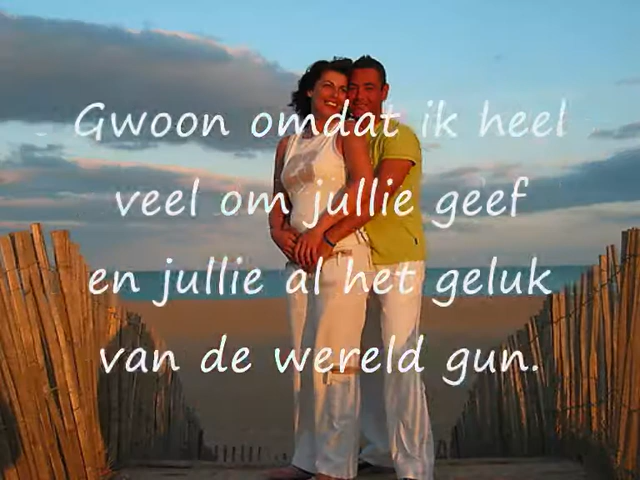 Gwoon omdat ik heel
veel om jullie geef
en jullie al het geluk
van de wereld gun.